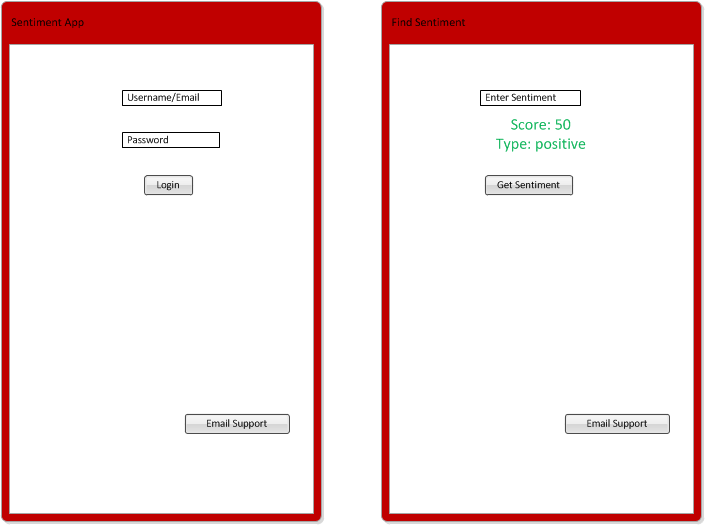 Sentiment App
Username/Email
Password
Login
Email Support
Find Sentiment
Enter Sentiment
Score: 50
Type: positive
Get Sentiment
Email Support